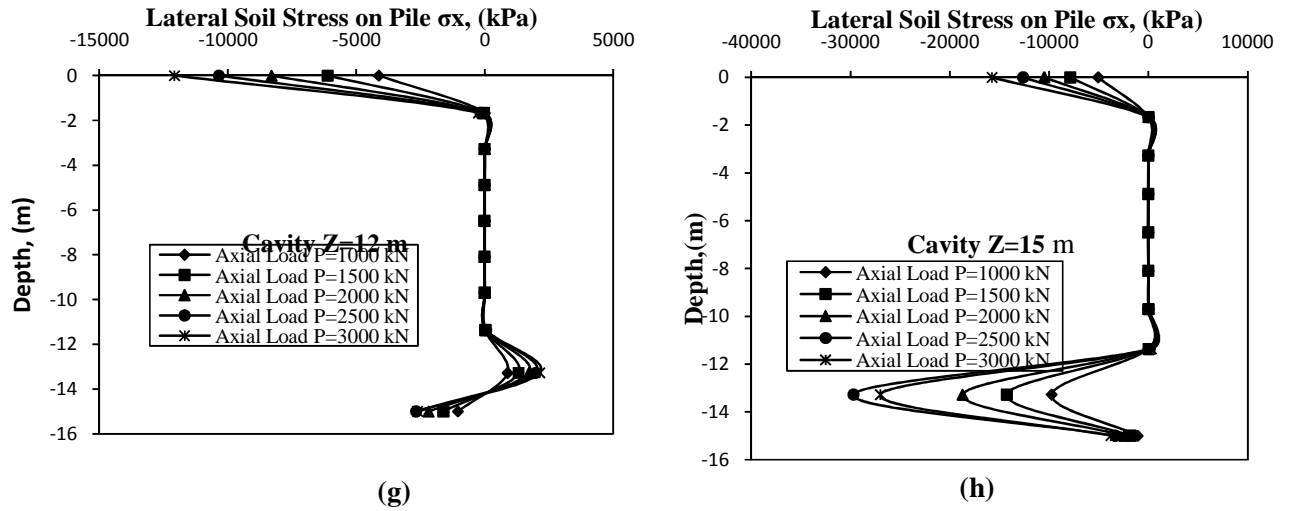 Lateral Soil Stress on Pile σx, (kPa)
-15000 -10000 -5000 0 5000
0
-2
-4
-6
-8
-10
-12
-14
-16
Depth, (m)
Cavity Z=12 m
Axial Load P=1000 kN
Axial Load P=1500 kN
Axial Load P=2000 kN
Axial Load P=2500 kN
Axial Load P=3000 kN
(g)
Lateral Soil Stress on Pile σx, (kPa)
-40000 -30000 -20000 -10000 0 10000
0
-2
-4
-6
-8
-10
-12
-14
-16
Depth,(m)
Cavity Z=15 m
Axial Load P=1000 kN
Axial Load P=1500 kN
Axial Load P=2000 kN
Axial Load P=2500 kN
Axial Load P=3000 kN
(h)